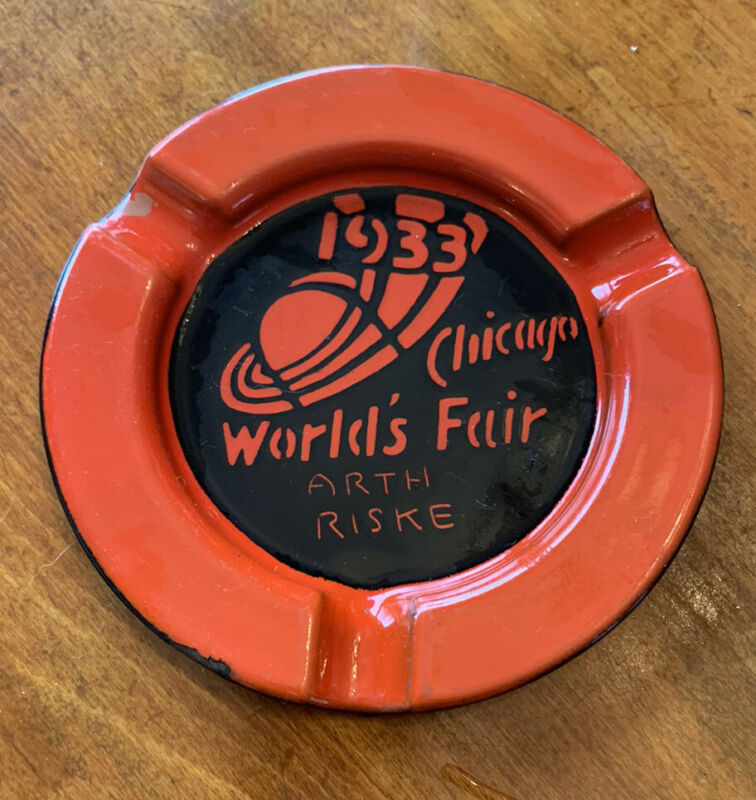 1933
Chicago
World's Fair
ARTH
RISKE